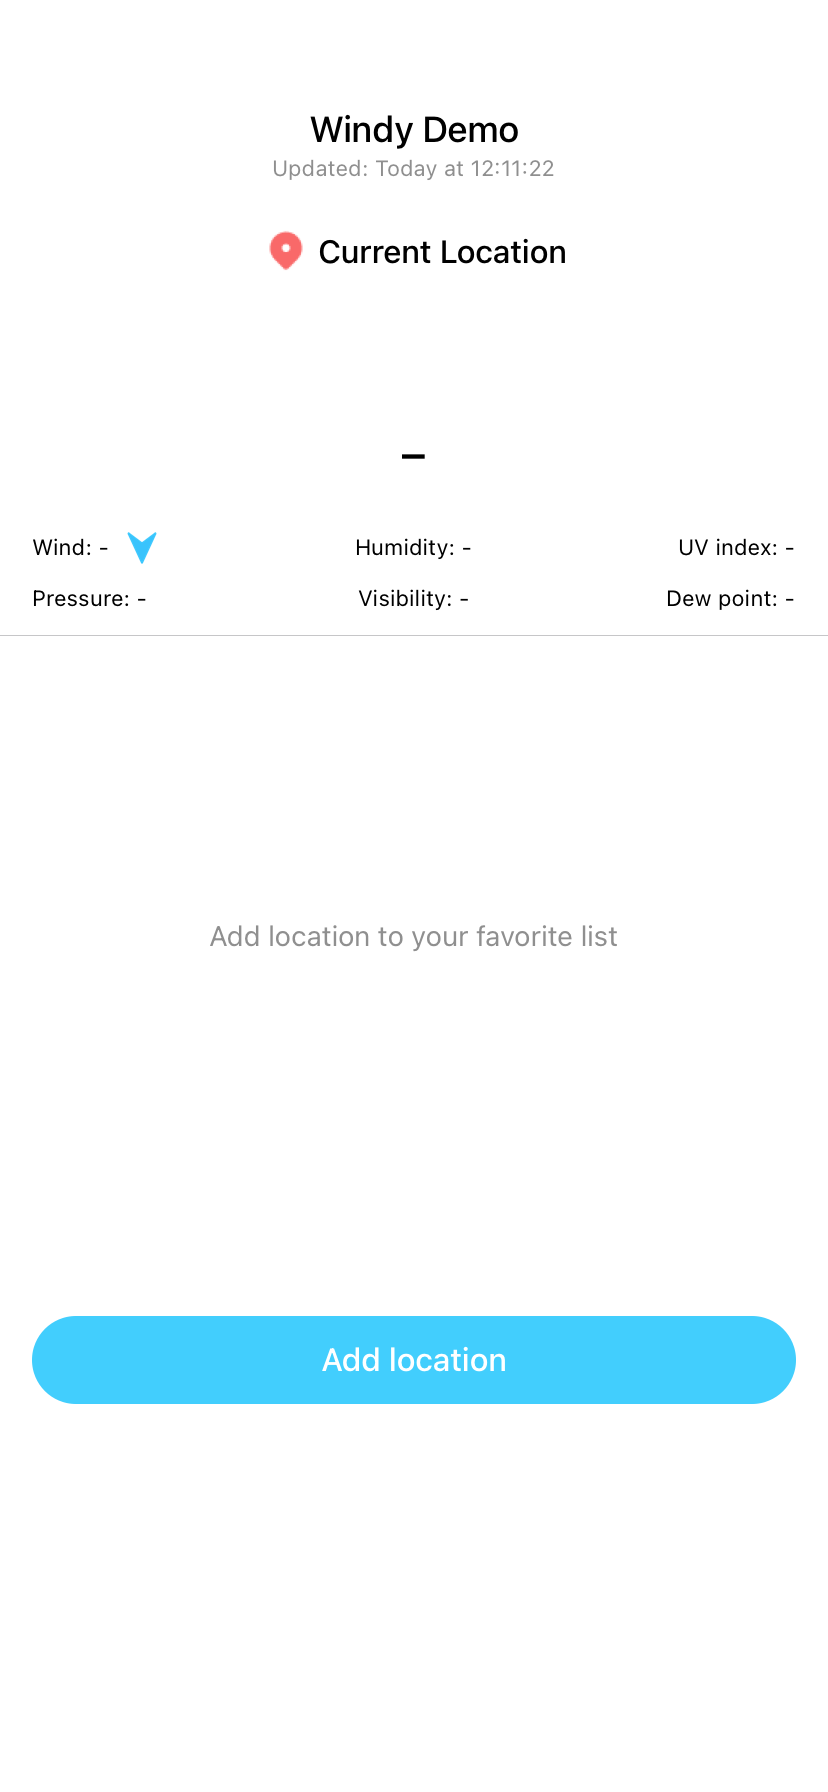 Windy Demo
Updated: Today at 12:11:22
Current Location
–
Wind: - Humidity: - UV index: -
Pressure: - Visibility: - Dew point: -
Add location to your favorite list
Add location